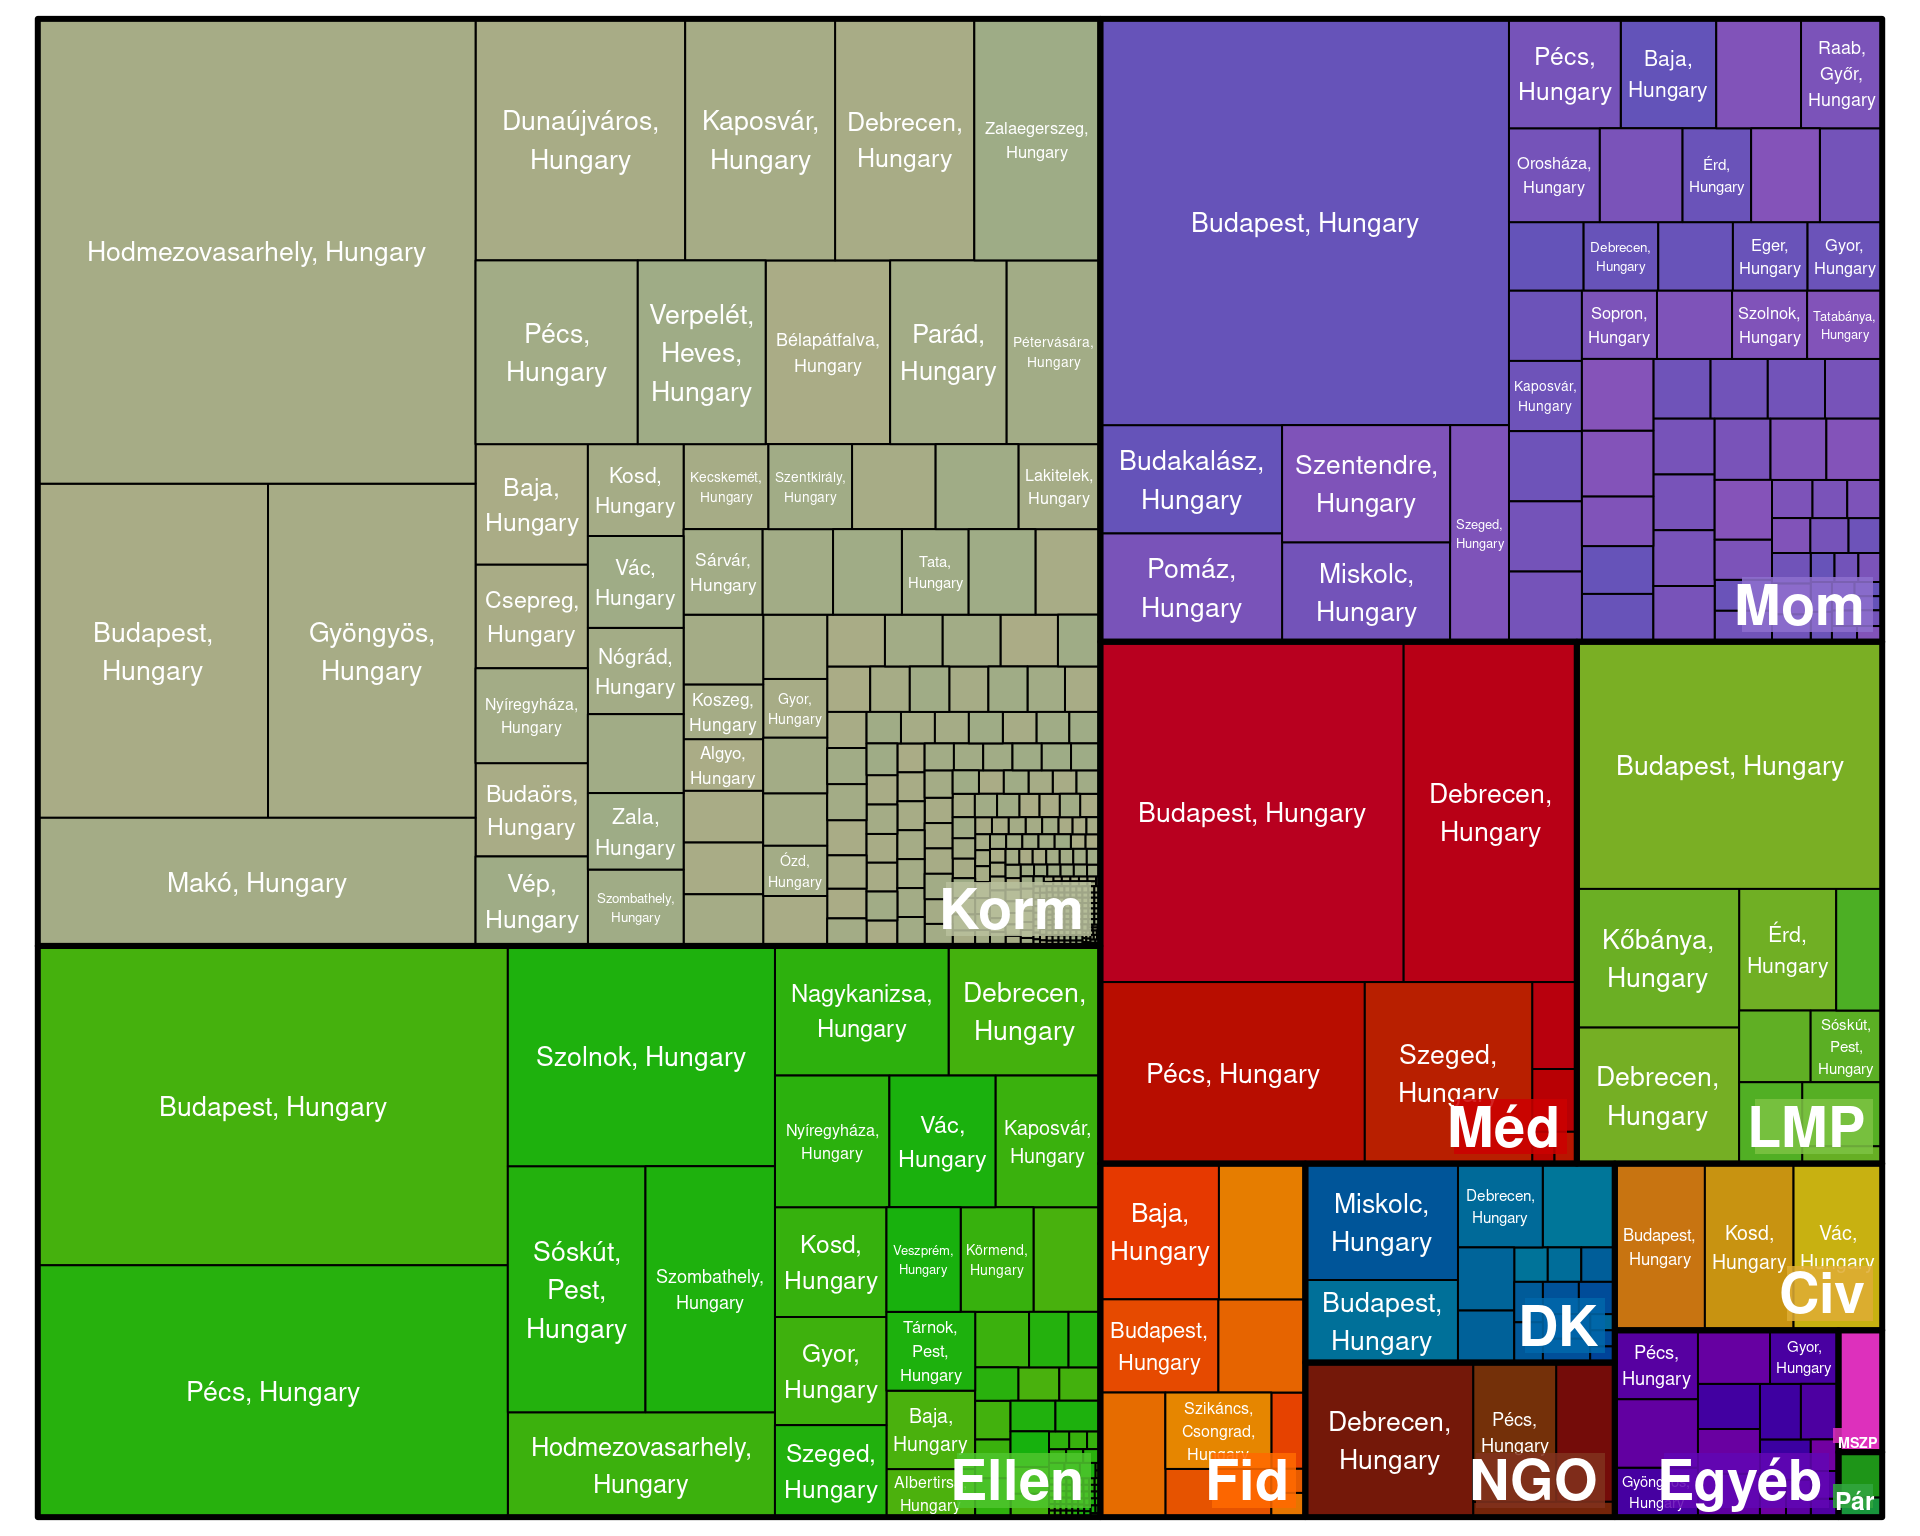 Hodmezovasarhely, Hungary
Budapest,
Hungary
Gyöngyös,
Hungary
Makó, Hungary
Dunaújváros,
Hungary
Kaposvár,
Hungary
Debrecen,
Hungary
Zalaegerszeg,
Hungary
Pécs,
Hungary
Verpelét,
Heves,
Hungary
Bélapátfalva,
Hungary
Parád,
Hungary
Pétervására,
Hungary
Baja,
Hungary
Csepreg,
Hungary
Nyíregyháza,
Hungary
Budaörs,
Hungary
Vép,
Hungary
Kosd,
Hungary
Vác,
Hungary
Nógrád,
Hungary
Zala,
Hungary
Szombathely,
Hungary
Kecskemét,
Hungary
Szentkirály,
Hungary
Lakitelek,
Hungary
Sárvár,
Hungary
Tata,
Hungary
Koszeg,
Hungary
Gyor,
Hungary
Algyo,
Hungary
Ózd,
Hungary
Korm
Budapest, Hungary
Pécs, Hungary
Szolnok, Hungary
Sóskút,
Pest,
Hungary
Szombathely,
Hungary
Hodmezovasarhely,
Hungary
Nagykanizsa,
Hungary
Debrecen,
Hungary
Nyíregyháza,
Hungary
Vác,
Hungary
Kaposvár,
Hungary
Kosd,
Hungary
Veszprém,
Hungary
Körmend,
Hungary
Gyor,
Hungary
Tárnok,
Pest,
Hungary
Baja,
Hungary
Szeged,
Hungary
Hungary
Ellen
Budapest, Hungary
Budakalász,
Hungary
Pomáz,
Hungary
Szentendre,
Hungary
Miskolc,
Hungary
Szeged,
Hungary
Pécs,
Hungary
Baja,
Hungary
Raab,
Győr,
Hungary
Orosháza,
Hungary
Érd,
Hungary
Debrecen,
Hungary
Eger,
Hungary
Gyor,
Hungary
Sopron,
Hungary
Szolnok,
Hungary
Tatabánya,
Hungary
Kaposvár,
Hungary
Mom
Budapest, Hungary
Debrecen,
Hungary
Pécs, Hungary
Szeged,
Hungary
Méd
Budapest, Hungary
Kőbánya,
Hungary
Érd,
Hungary
Debrecen,
Hungary
Sóskút,
Pest,
Hungary
LMP
Baja,
Hungary
Budapest,
Hungary
Szikáncs,
Csongrad,
Hungary
Fid
Miskolc,
Hungary
Debrecen,
Hungary
Budapest,
Hungary
DK
Debrecen,
Hungary
Pécs,
Hungary
NGO
Budapest,
Hungary
Kosd,
Hungary
Vác,
Hungary
Civ
Pécs,
Hungary
Gyor,
Hungary
Egyéb
MSZP
Pár